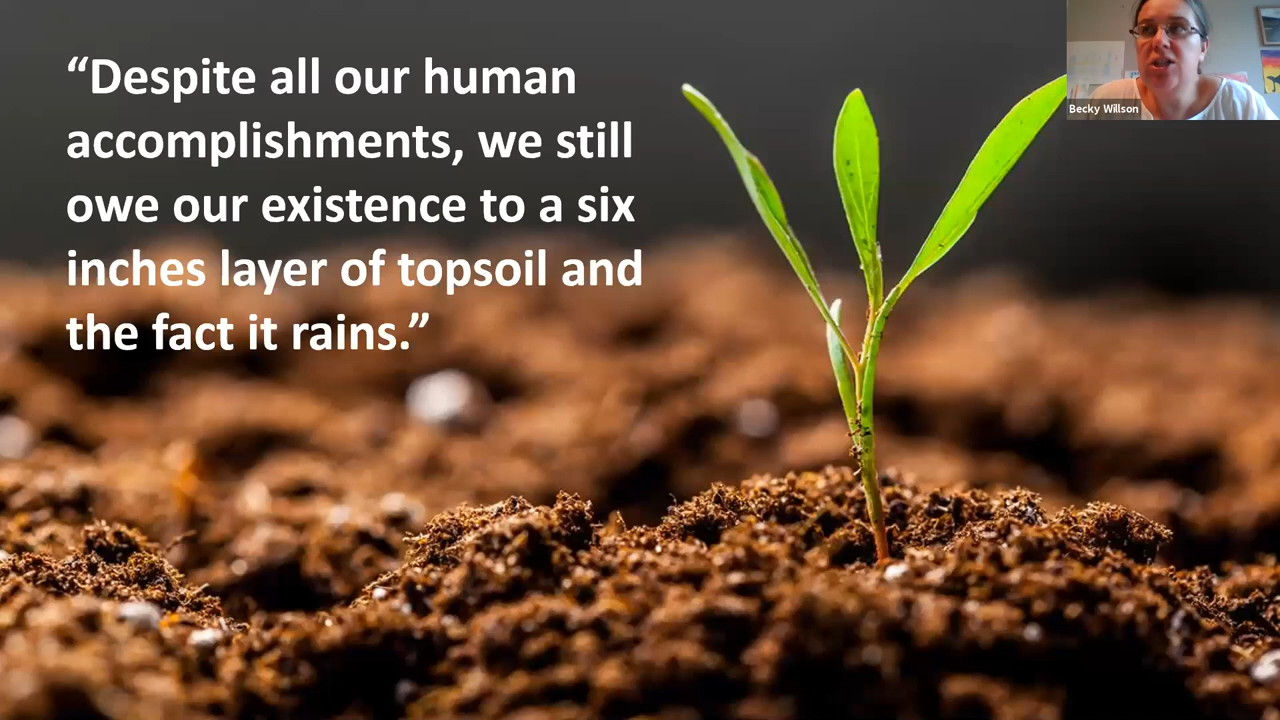 “Despite all our human
accomplishments, we still
owe our existence to a six
inches layer of topsoil and
the fact it rains.”
Becky Willson